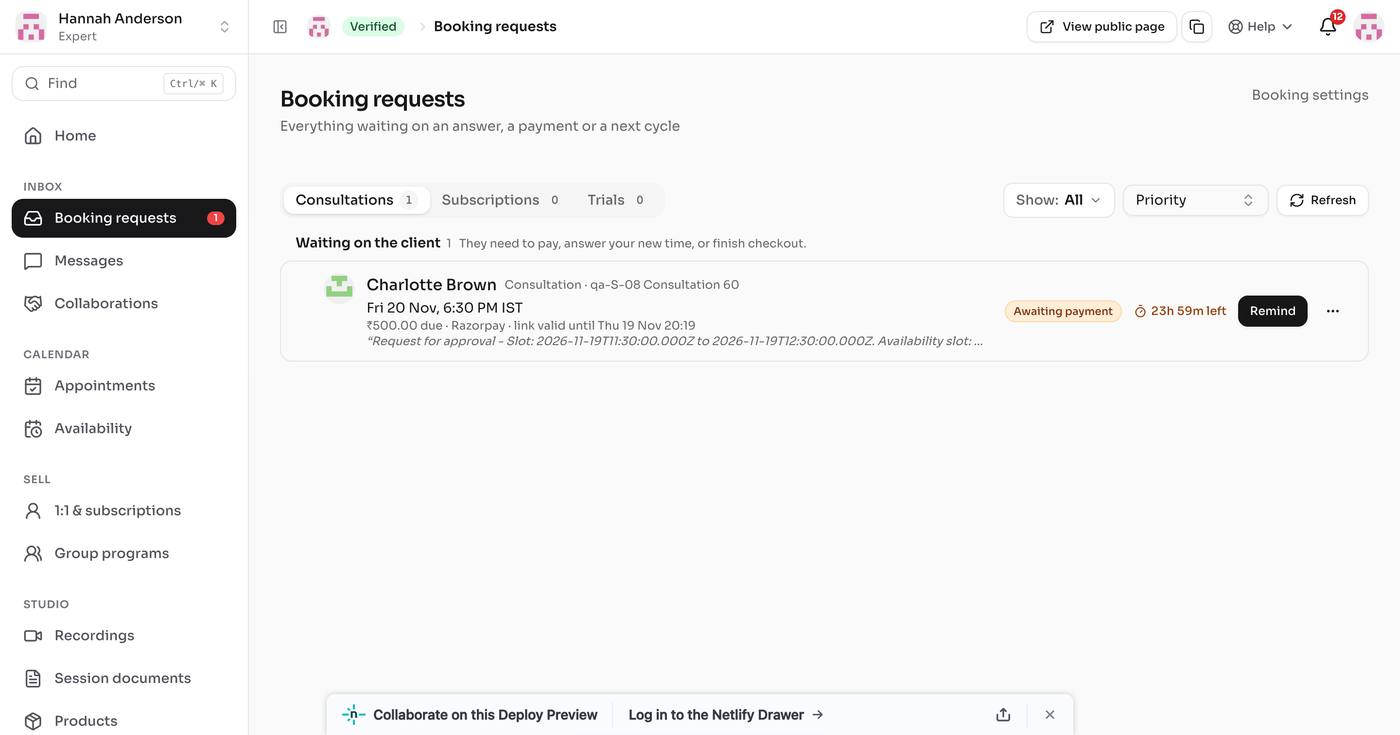 Hannah Anderson
Expert
Verified
Booking requests
View public page
Help
12
Find
Ctrl/⌘ K
Home
INBOX
Booking requests 1
Messages
Collaborations
CALENDAR
Appointments
Availability
SELL
1:1 & subscriptions
Group programs
STUDIO
Recordings
Session documents
Products
Booking requests
Booking settings
Everything waiting on an answer, a payment or a next cycle
Consultations 1 Subscriptions 0 Trials 0
Show: All
Priority
Refresh
Waiting on the client 1 They need to pay, answer your new time, or finish checkout.
Charlotte Brown Consultation · qa-S-08 Consultation 60
Fri 20 Nov, 6:30 PM IST
₹500.00 due · Razorpay · link valid until Thu 19 Nov 20:19
“Request for approval - Slot: 2026-11-19T11:30:00.000Z to 2026-11-19T12:30:00.000Z. Availability slot: ...
Awaiting payment
23h 59m left
Remind
Collaborate on this Deploy Preview
Log in to the Netlify Drawer →